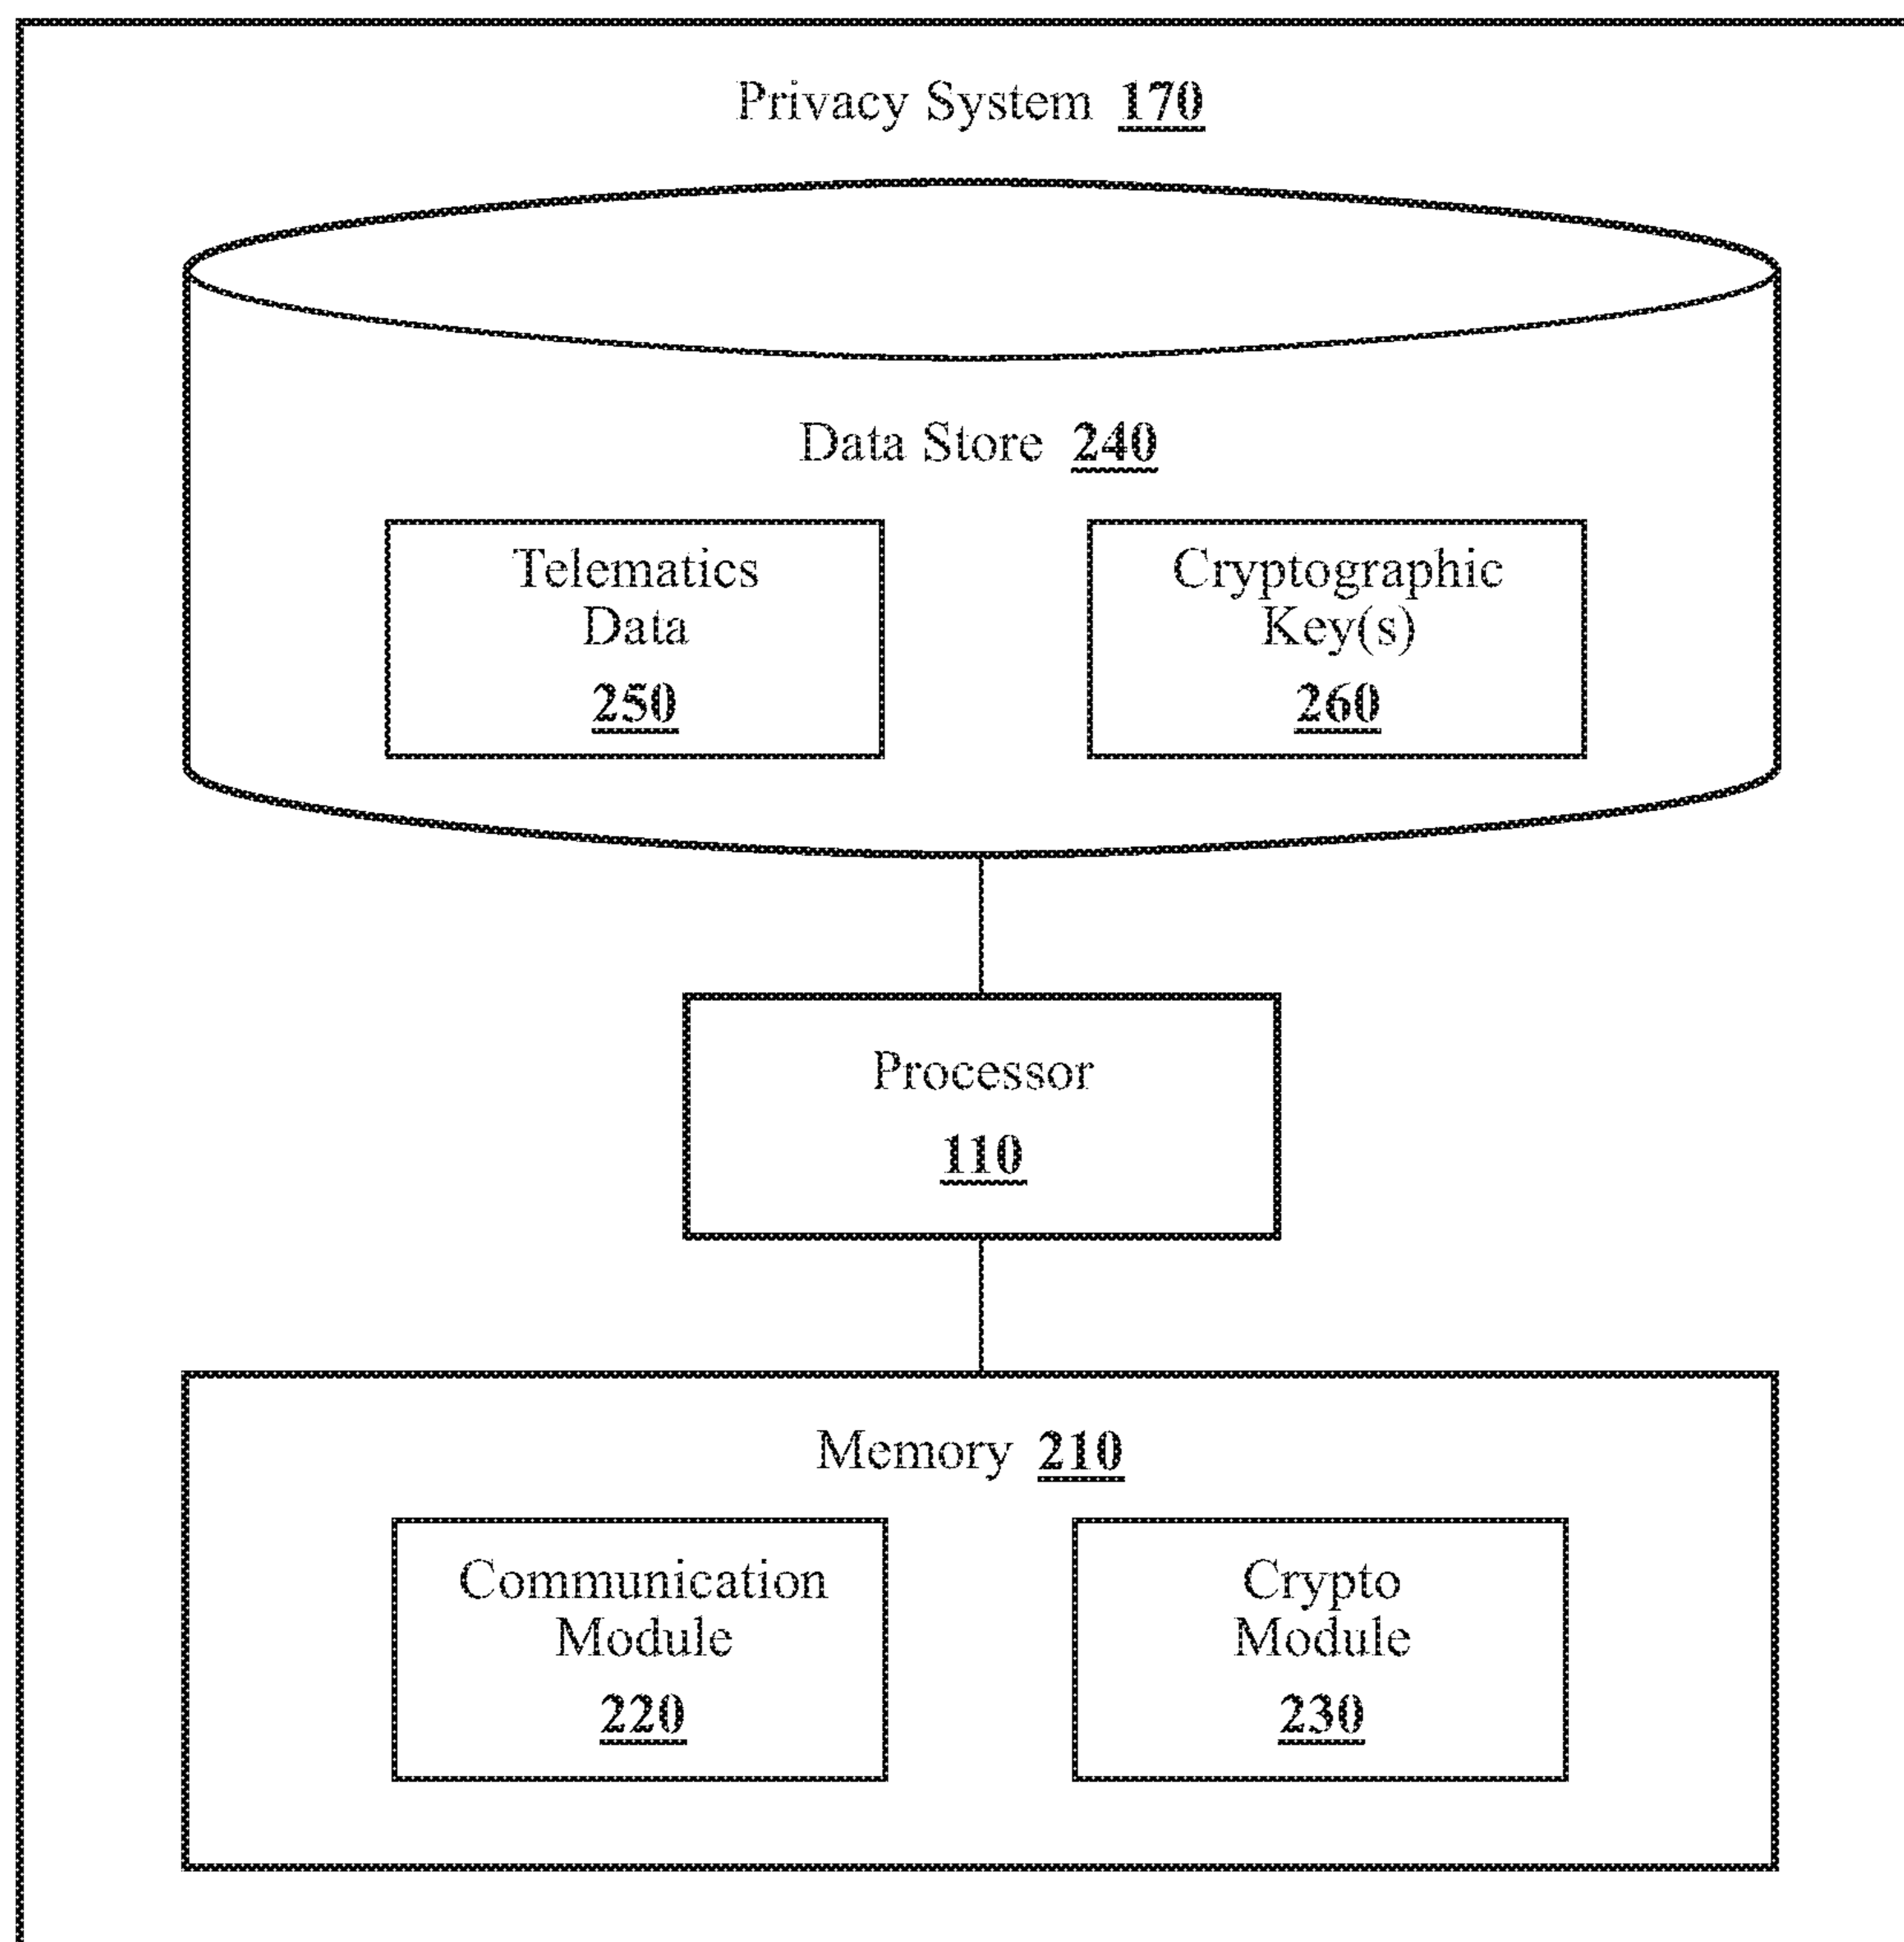 Privacy System 170
Data Store 240
Telematics
Data
250
Cryptographic
Key(s)
260
Processor
110
Memory 210
Communication
Module
220
Crypto
Module
230